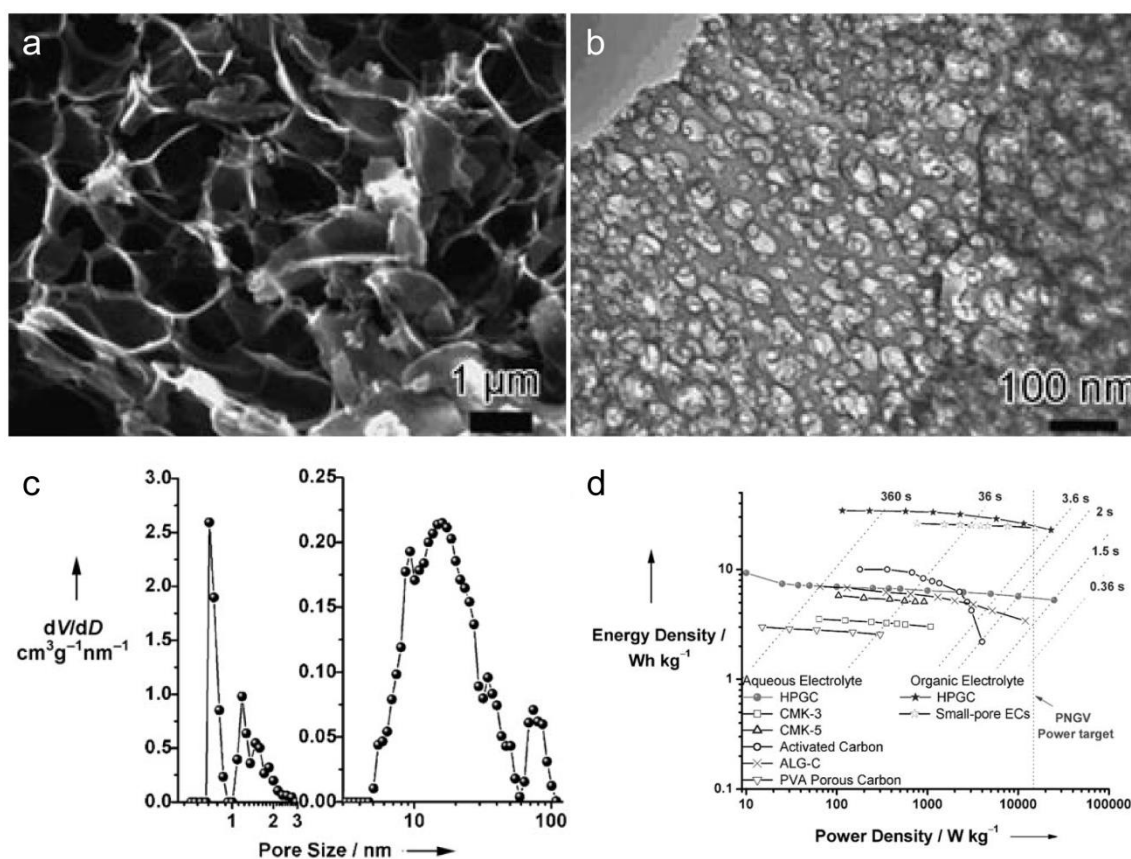 a
1 µm
b
100 nm
c
3.0
2.5
2.0
1.5
1.0
0.5
0.0
0.25
0.20
0.15
0.10
0.05
0.00
dV/dD
cm³g⁻¹nm⁻¹
1 2 3
10 100
Pore Size / nm
d
360 s
36 s
3.6 s
2 s
1.5 s
0.36 s
10
1
0.1
Energy Density /
Wh kg⁻¹
Aqueous Electrolyte
HPGC
CMK-3
CMK-5
Activated Carbon
ALG-C
PVA Porous Carbon
Organic Electrolyte
HPGC
Small-pore ECs
PNGV
Power target
10 100 1000 10000 100000
Power Density / W kg⁻¹